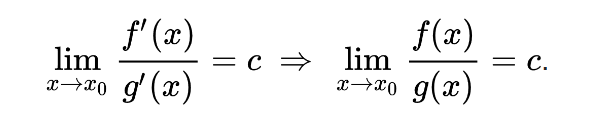 lim_{x→x₀} f′(x)/g′(x) = c ⇒ lim_{x→x₀} f(x)/g(x) = c.